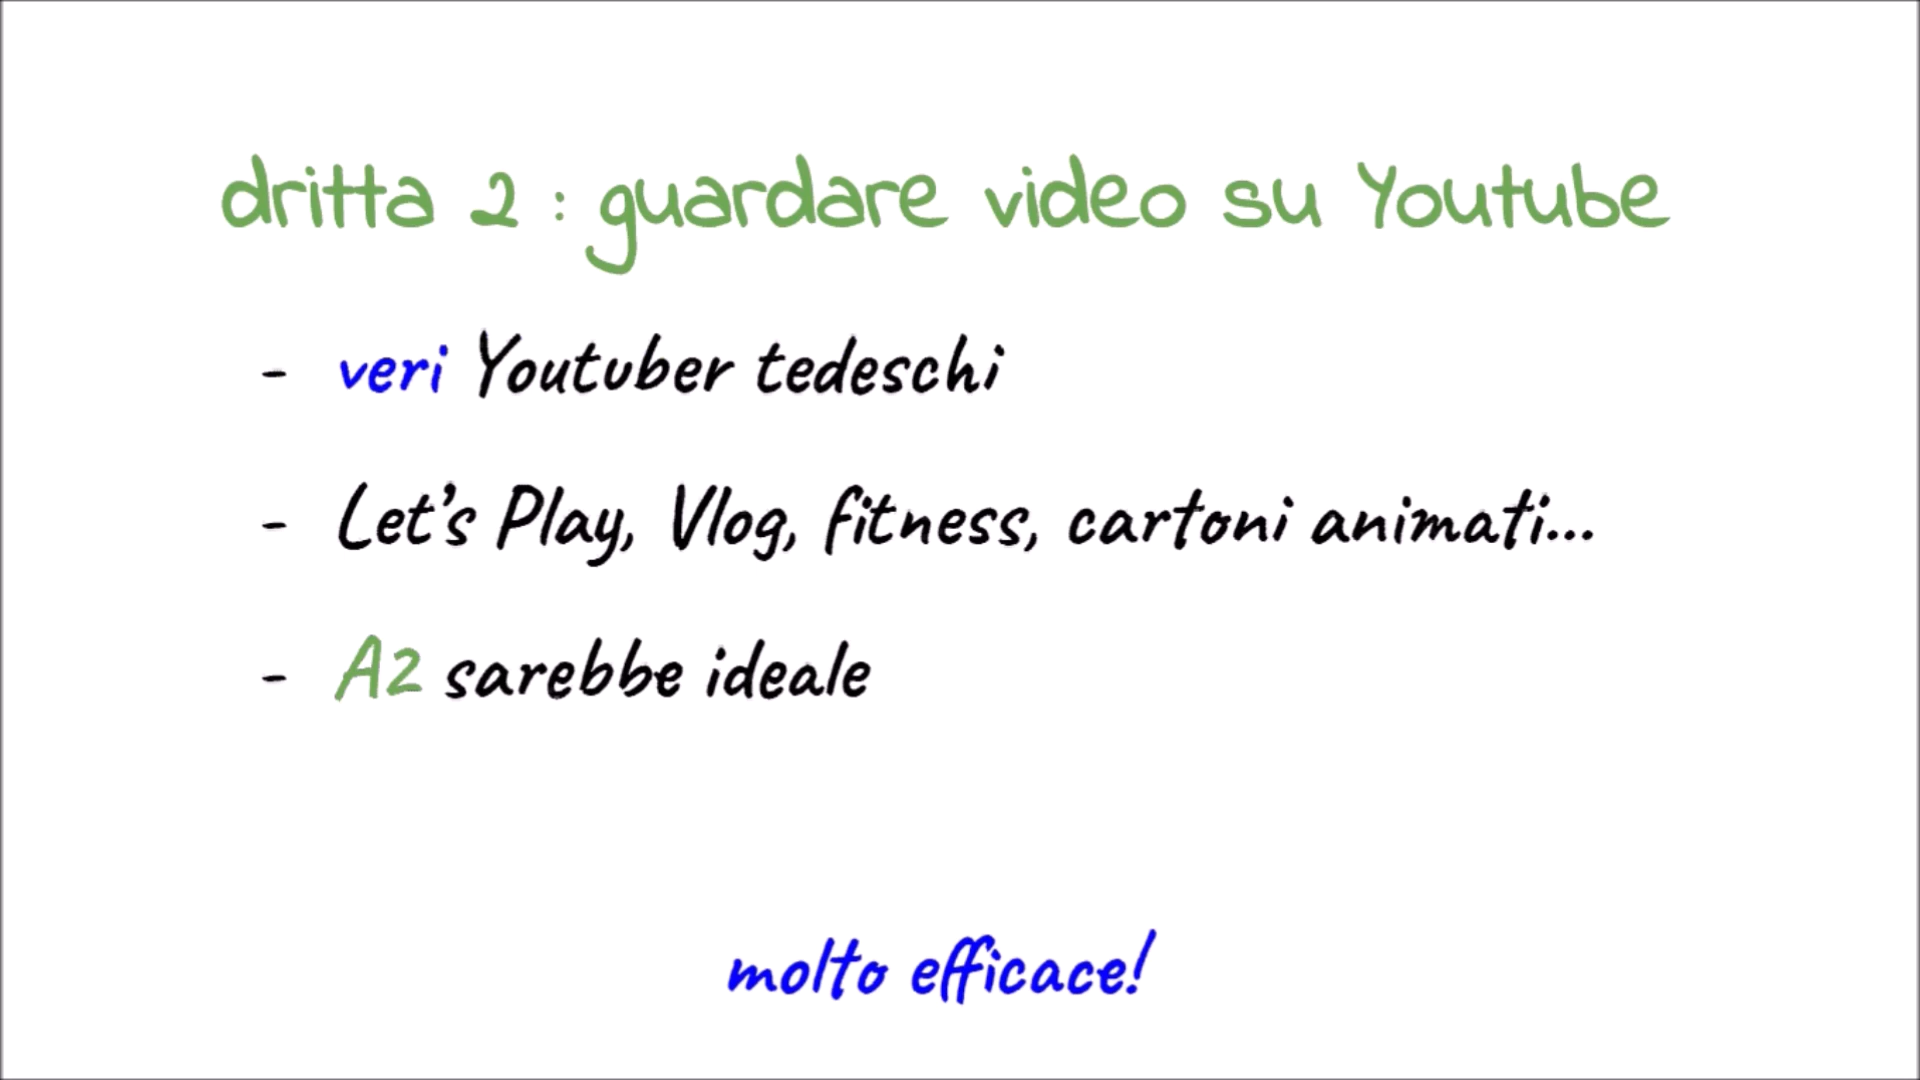 dritta 2 : guardare video su Youtube
- veri Youtuber tedeschi
- Let's Play, Vlog, fitness, cartoni animati...
- A2 sarebbe ideale
molto efficace!